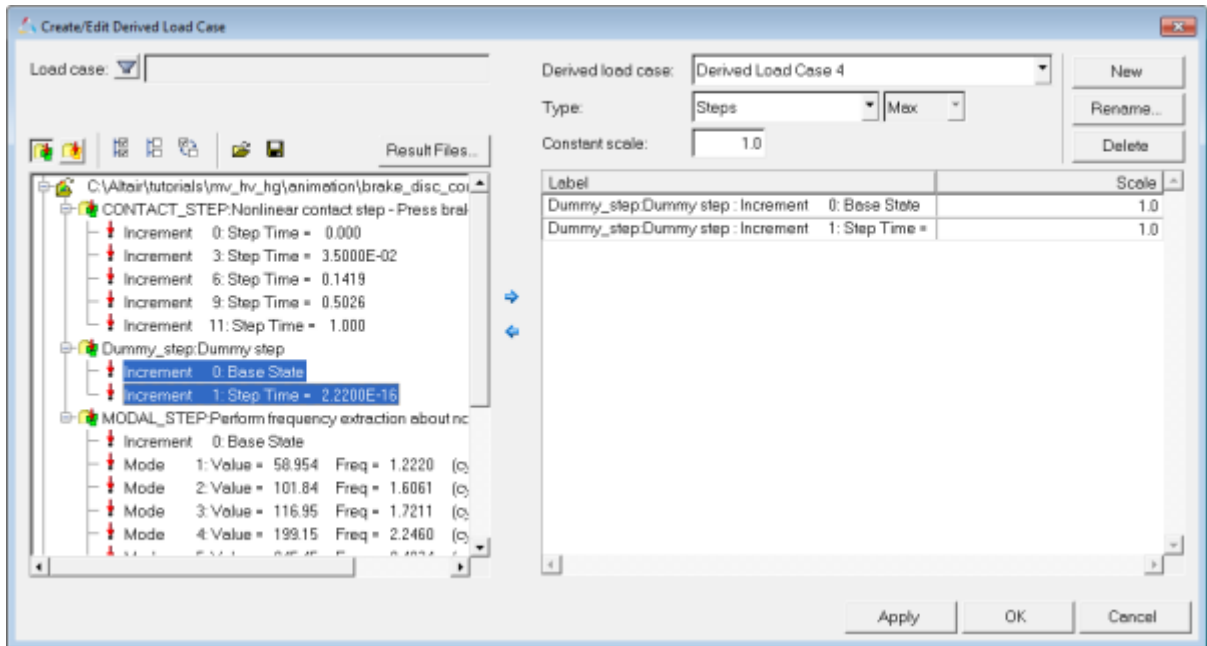 Create/Edit Derived Load Case
Load case:
Result Files...
C:\Altair\tutorials\mv_hv_hg\animation\brake_disc_co
CONTACT_STEP:Nonlinear contact step - Press bra
Increment 0: Step Time = 0.000
Increment 3: Step Time = 3.5000E-02
Increment 6: Step Time = 0.1419
Increment 9: Step Time = 0.5026
Increment 11: Step Time = 1.000
Dummy_step:Dummy step
Increment 0: Base State
Increment 1: Step Time = 2.2200E-16
MODAL_STEP:Perform frequency extraction about nc
Increment 0: Base State
Mode 1: Value = 58.954 Freq = 1.2220 (cy
Mode 2: Value = 101.84 Freq = 1.6061 (cy
Mode 3: Value = 116.95 Freq = 1.7211 (cy
Mode 4: Value = 199.15 Freq = 2.2460 (cy
Derived load case: Derived Load Case 4
New
Type: Steps Max
Rename...
Constant scale: 1.0
Delete
Label Scale
Dummy_step:Dummy step : Increment 0: Base State 1.0
Dummy_step:Dummy step : Increment 1: Step Time = 1.0
Apply OK Cancel